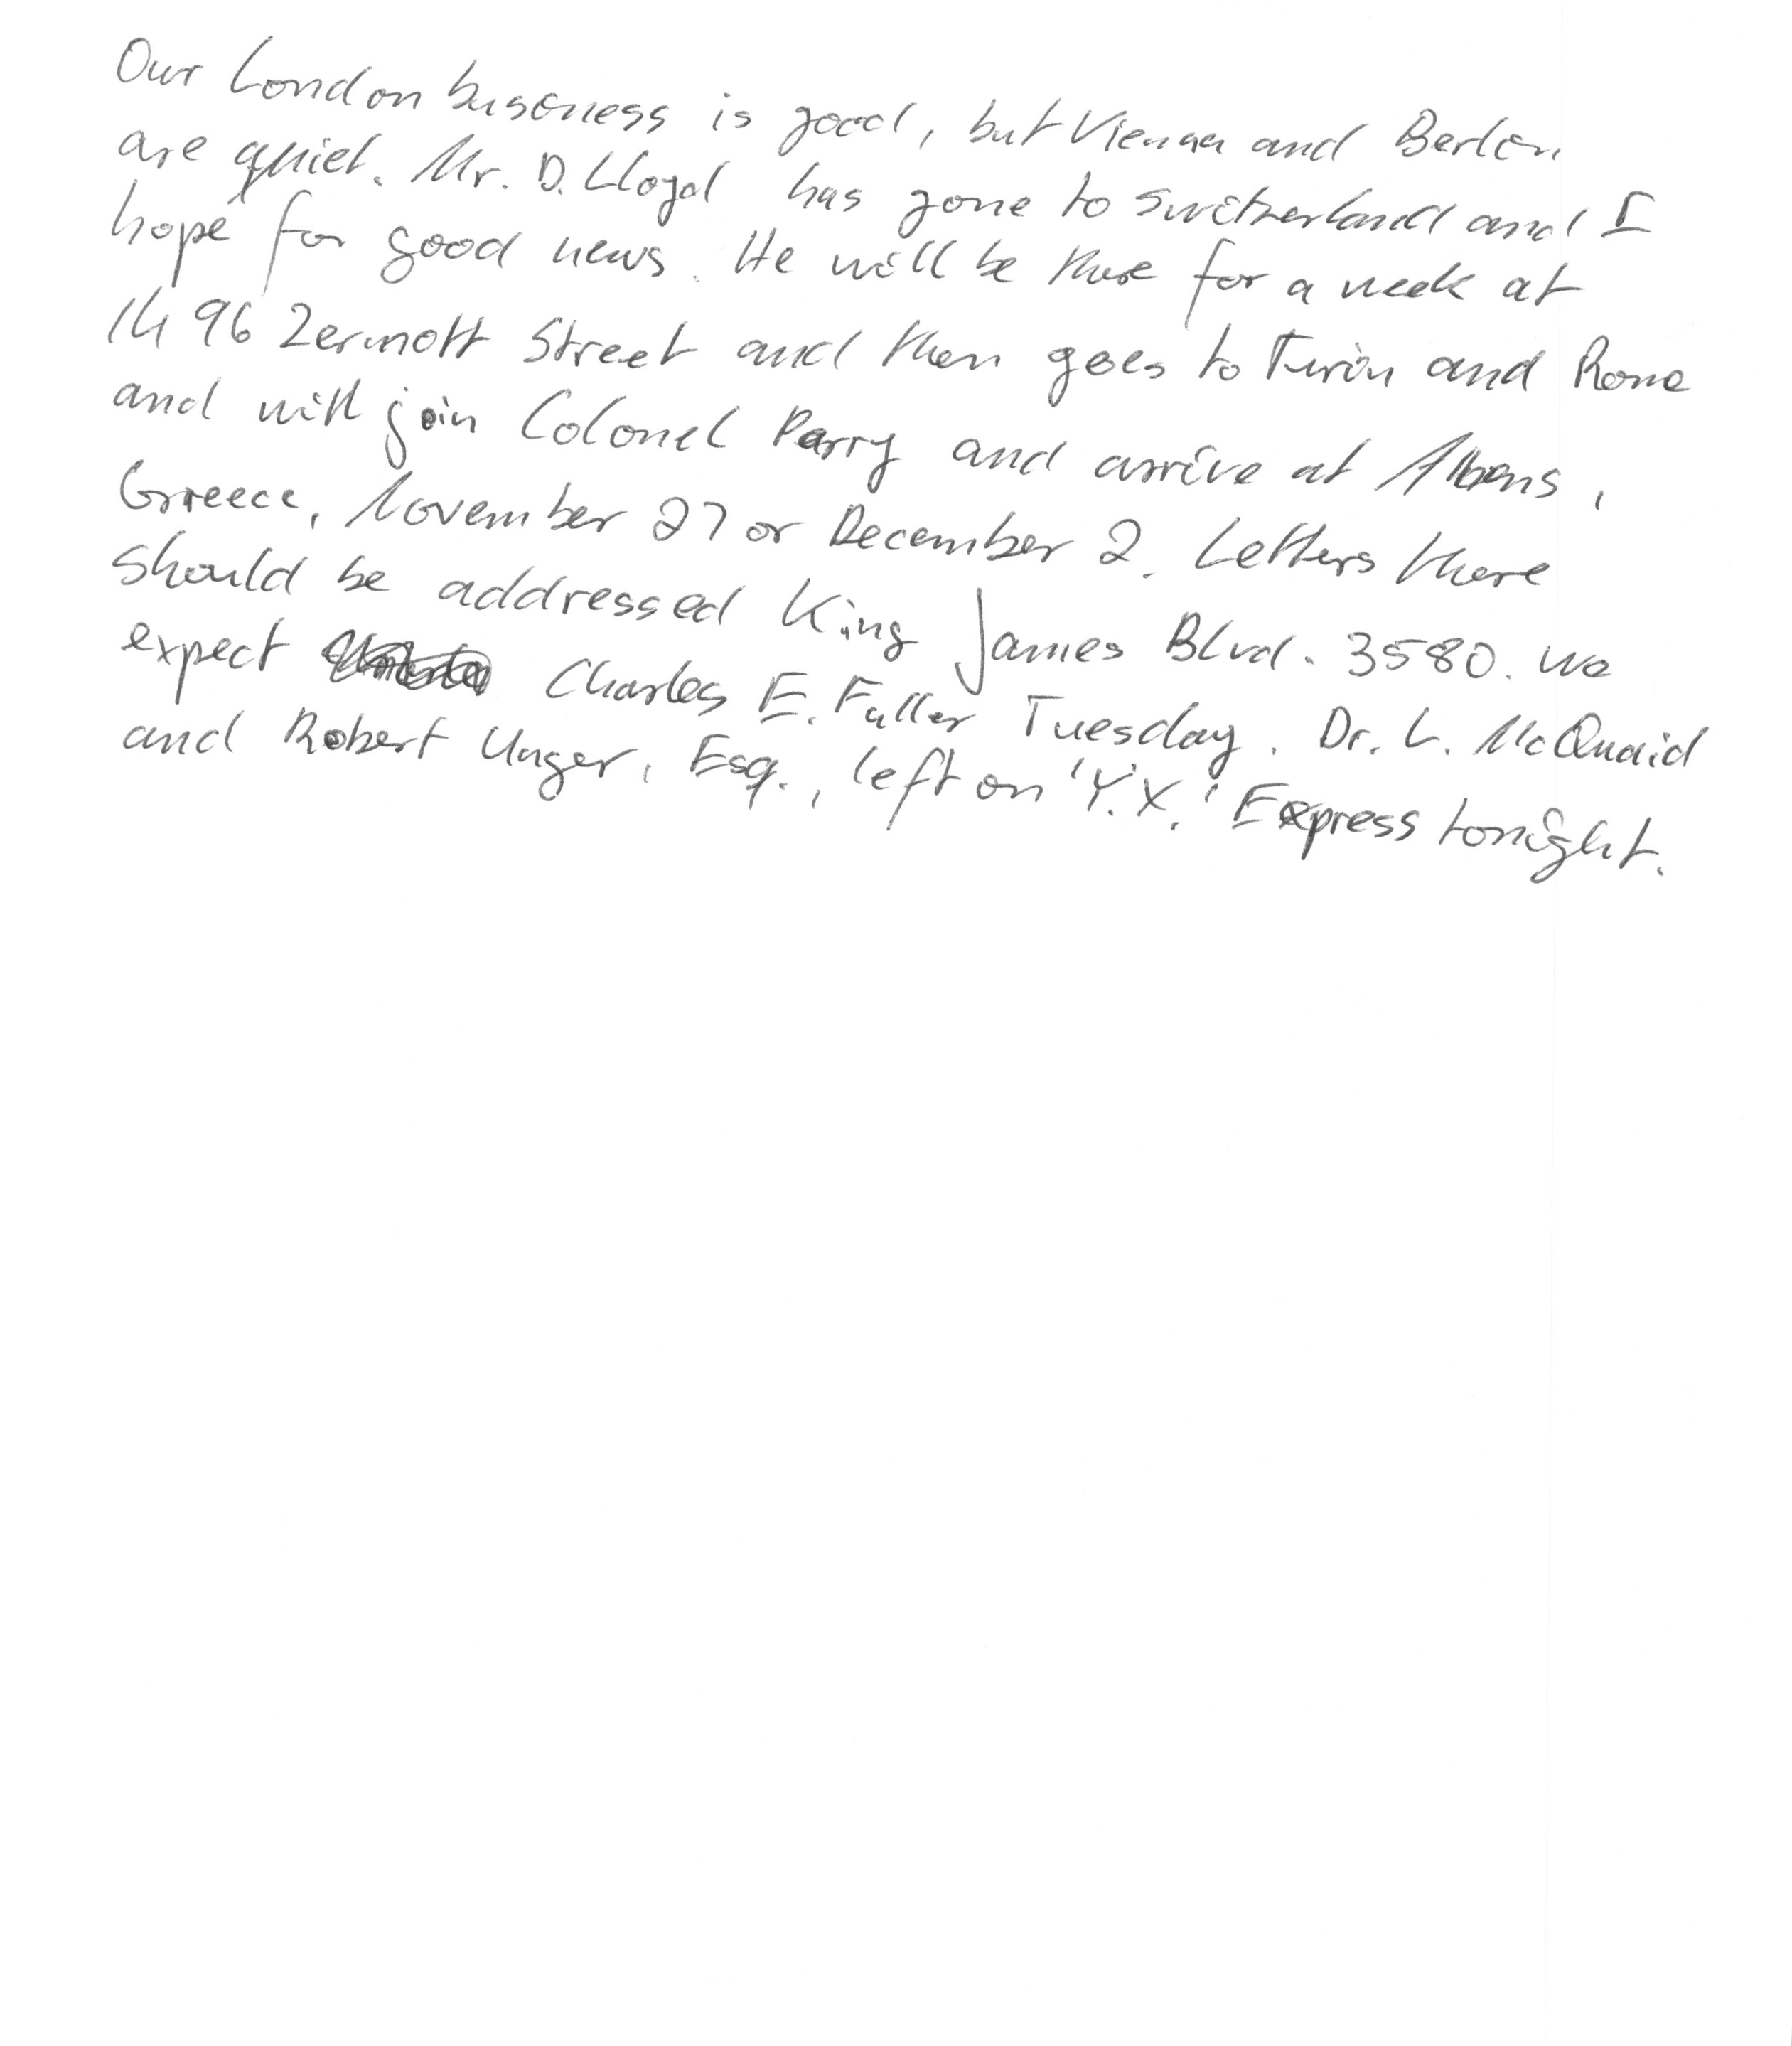 Our London business is good, but Vienna and Berlin
are quiet. Mr. D. Lloyd has gone to Switzerland and I
hope for good news. He will be there for a week at
1496 Zermott Street and then goes to Turin and Rome
and will join Colonel Parry and arrive at Athens,
Greece, November 27 or December 2. Letters there
should be addressed King James Blvd. 3580. We
expect Charles E. Fuller Tuesday. Dr. L. McQuaid
and Robert Unger, Esq., left on 'Y.X.' Express tonight.